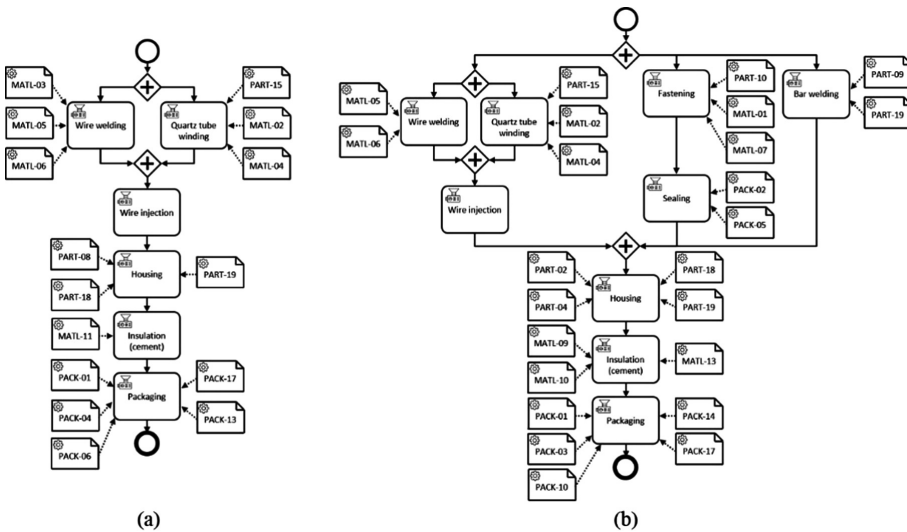 MATL-03
PART-15
MATL-05
Wire welding
Quartz tube
winding
MATL-02
MATL-06
MATL-04
Wire injection
PART-08
Housing
PART-19
PART-18
MATL-11
Insulation
(cement)
PACK-01
PACK-17
Packaging
PACK-04
PACK-13
PACK-06
(a)
PART-09
PART-10
PART-15
MATL-05
Fastening
Bar welding
Wire welding
Quartz tube
winding
MATL-02
MATL-01
PART-19
MATL-06
MATL-04
MATL-07
PACK-02
Wire injection
Sealing
PACK-05
PART-02
PART-18
Housing
PART-04
PART-19
MATL-09
Insulation
(cement)
MATL-13
MATL-10
PACK-01
PACK-14
Packaging
PACK-03
PACK-17
PACK-10
(b)